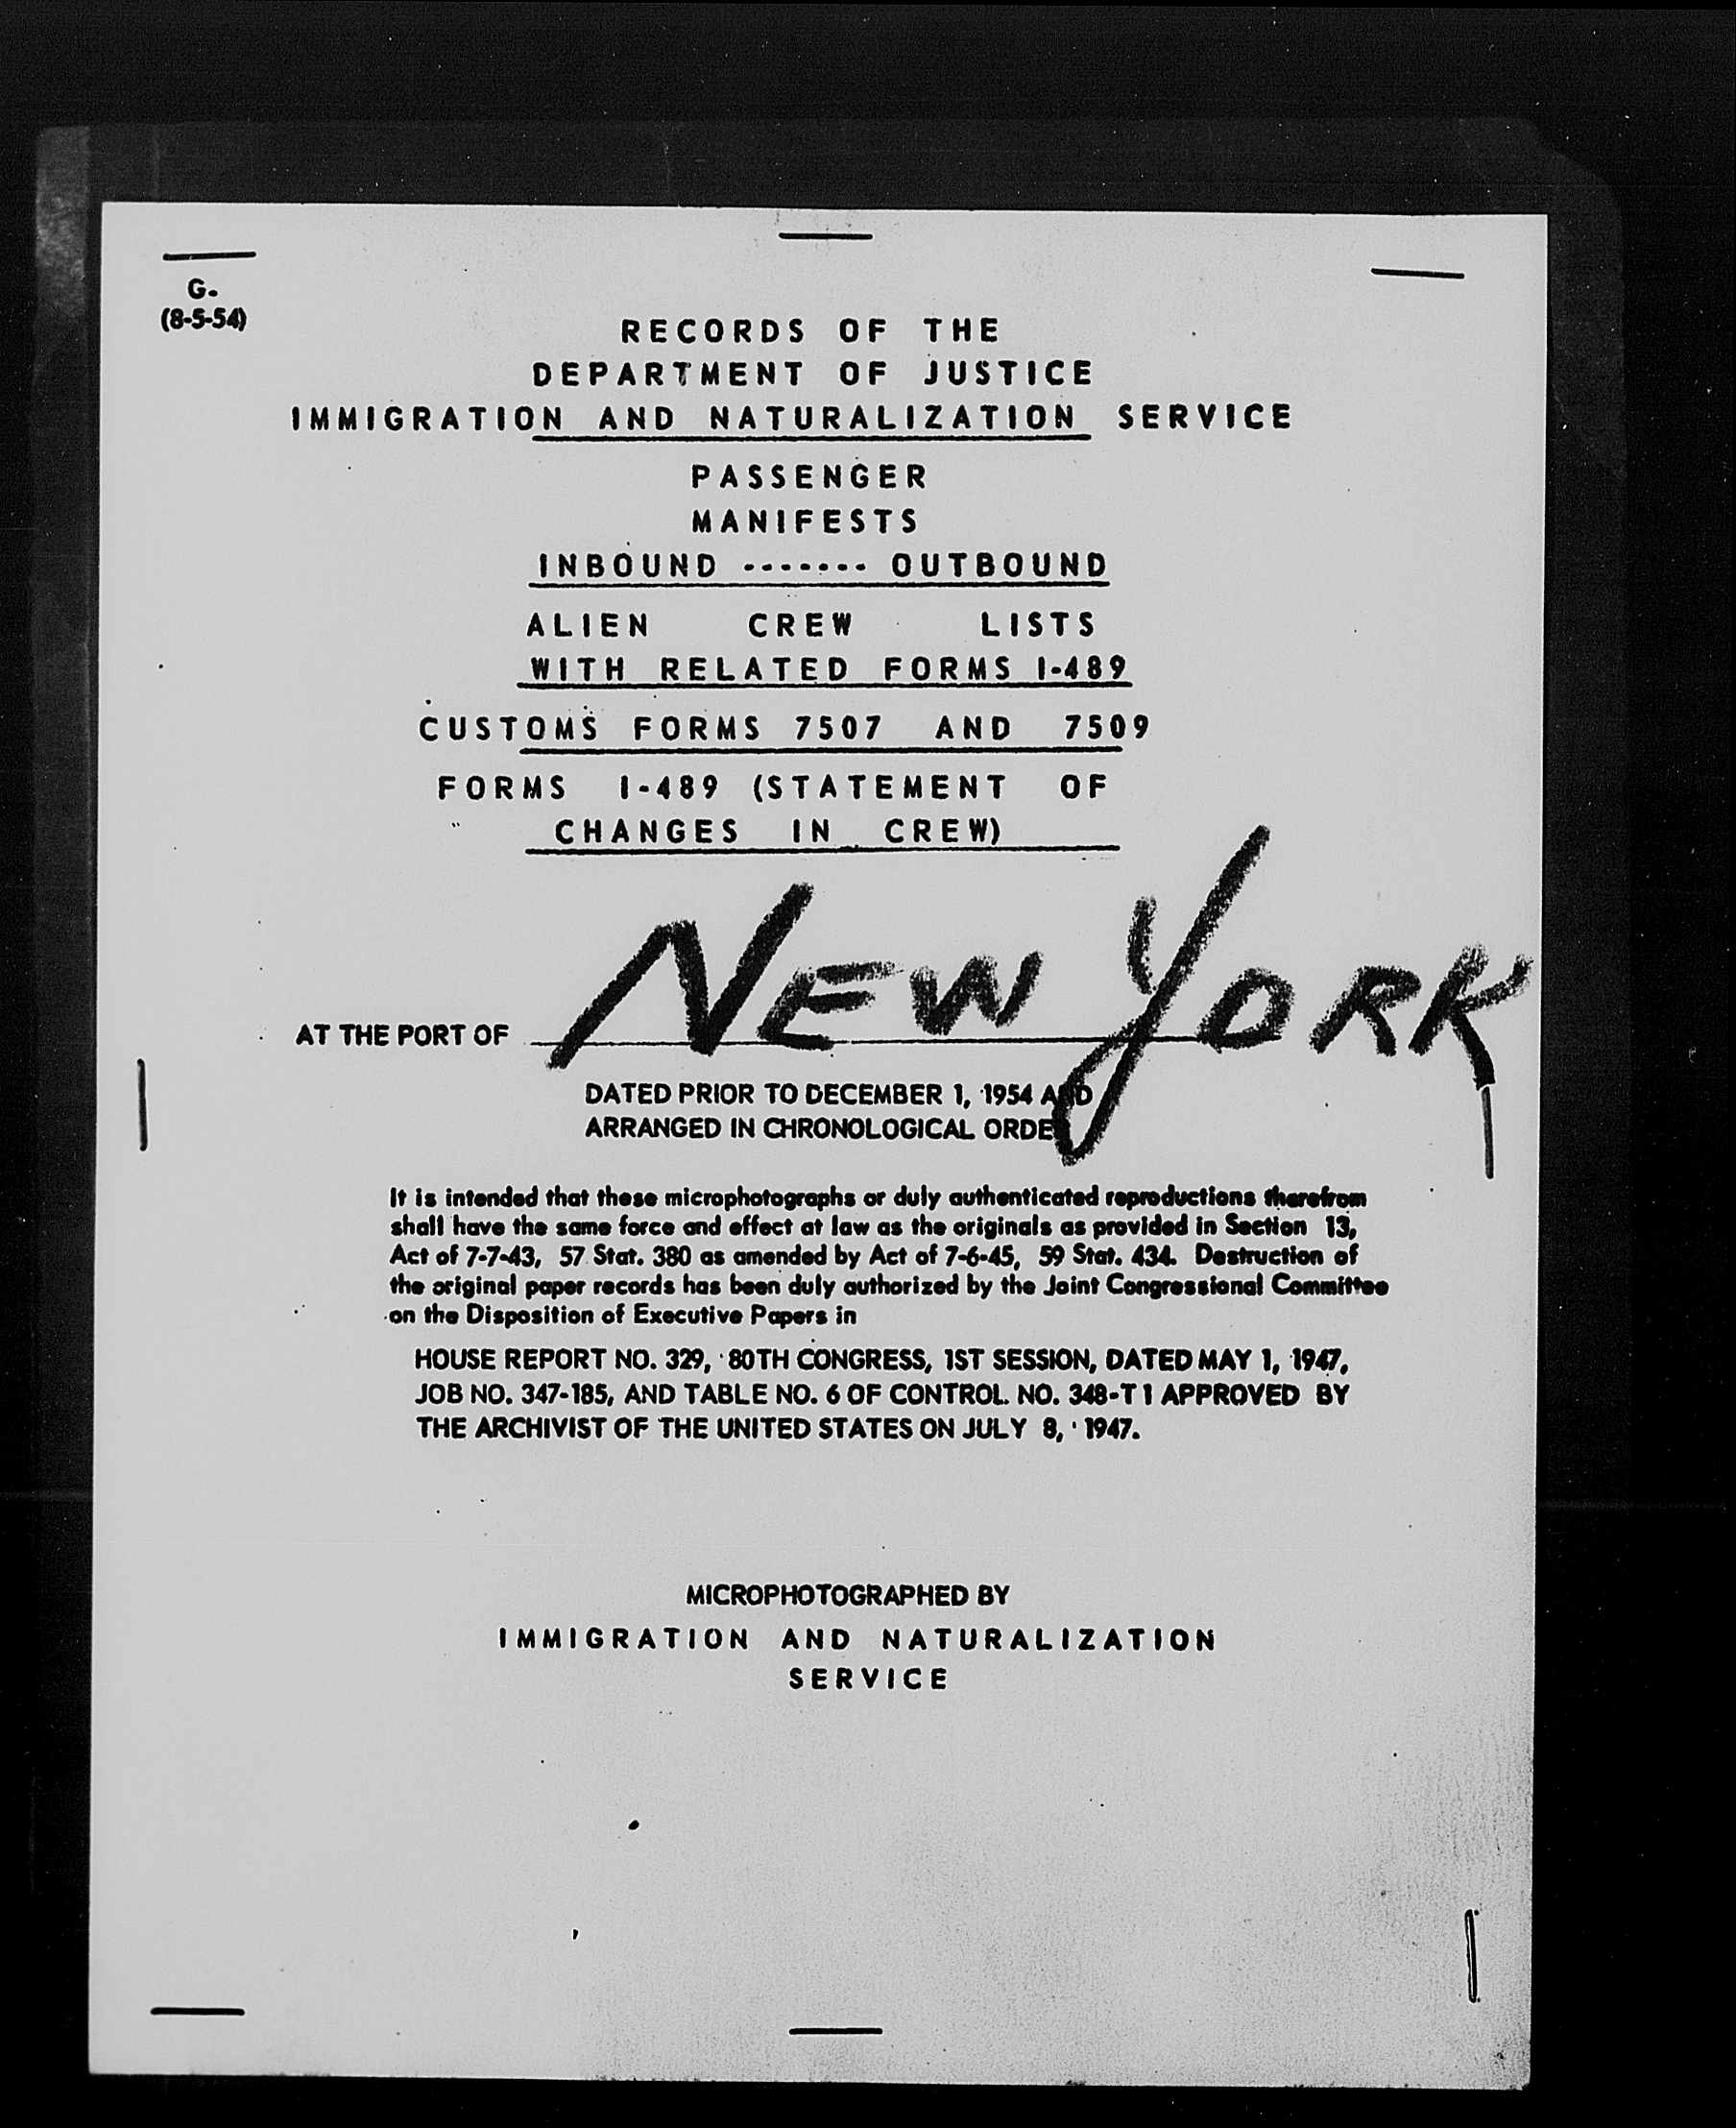 G.
(8-5-54)
RECORDS OF THE
DEPARTMENT OF JUSTICE
IMMIGRATION AND NATURALIZATION SERVICE
PASSENGER
MANIFESTS
INBOUND ------- OUTBOUND
ALIEN CREW LISTS
WITH RELATED FORMS I-489
CUSTOMS FORMS 7507 AND 7509
FORMS I-489 (STATEMENT OF
CHANGES IN CREW)
AT THE PORT OF NEW YORK
DATED PRIOR TO DECEMBER 1, 1954 AND
ARRANGED IN CHRONOLOGICAL ORDER
It is intended that these microphotographs or duly authenticated reproductions therefrom
shall have the same force and effect at law as the originals as provided in Section 13,
Act of 7-7-43, 57 Stat. 380 as amended by Act of 7-6-45, 59 Stat. 434. Destruction of
the original paper records has been duly authorized by the Joint Congressional Committee
on the Disposition of Executive Papers in
HOUSE REPORT NO. 329, 80TH CONGRESS, 1ST SESSION, DATED MAY 1, 1947,
JOB NO. 347-185, AND TABLE NO. 6 OF CONTROL NO. 348-T1 APPROVED BY
THE ARCHIVIST OF THE UNITED STATES ON JULY 8, 1947.
MICROPHOTOGRAPHED BY
IMMIGRATION AND NATURALIZATION
SERVICE